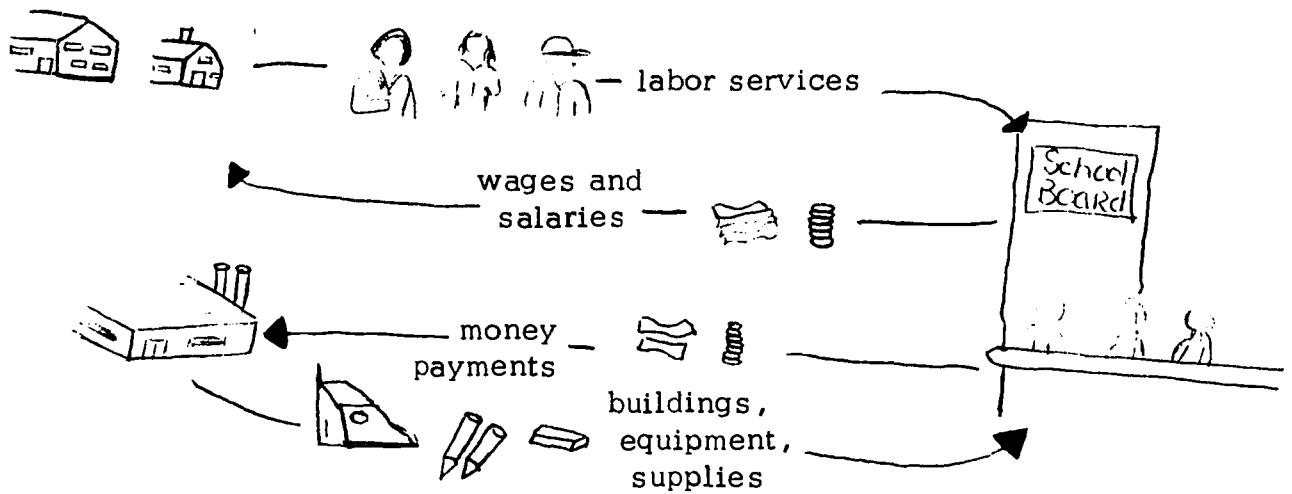 labor services
School
Board
wages and
salaries
money
payments
buildings,
equipment,
supplies